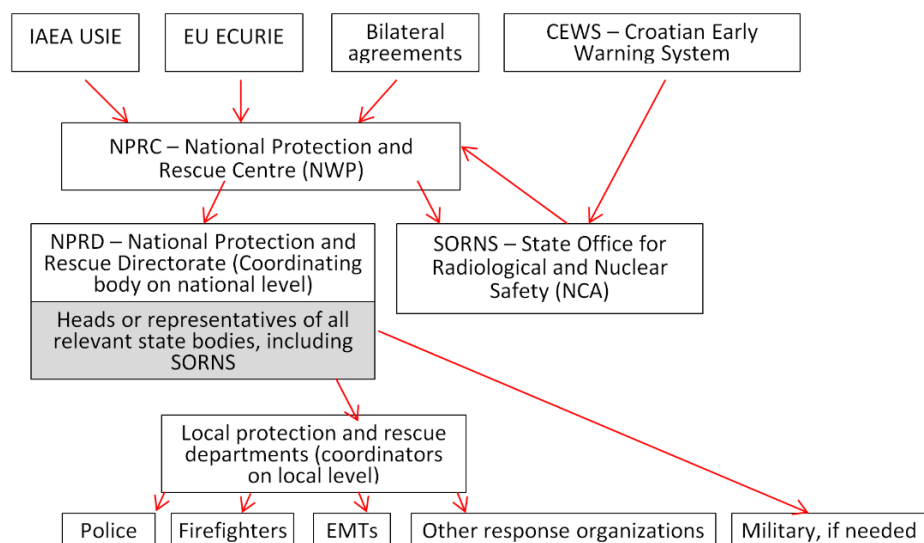 IAEA USIE
EU ECURIE
Bilateral
agreements
CEWS – Croatian Early
Warning System
NPRC – National Protection and
Rescue Centre (NWP)
NPRD – National Protection and
Rescue Directorate (Coordinating
body on national level)
Heads or representatives of all
relevant state bodies, including
SORNS
SORNS – State Office for
Radiological and Nuclear
Safety (NCA)
Local protection and rescue
departments (coordinators
on local level)
Police
Firefighters
EMTs
Other response organizations
Military, if needed